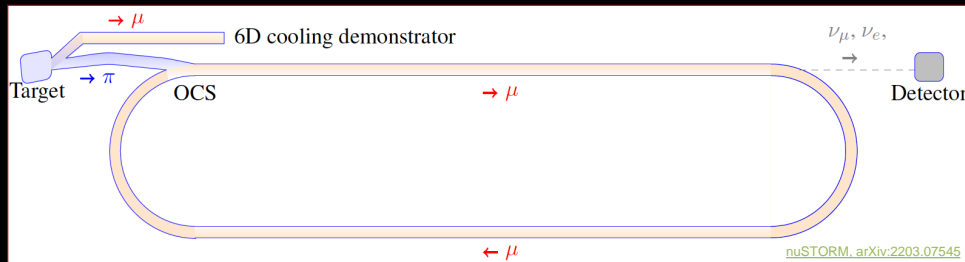 → μ
6D cooling demonstrator
ν_μ, ν_e,
→
→ π
Target
OCS
→ μ
Detector
← μ
nuSTORM, arXiv:2203.07545